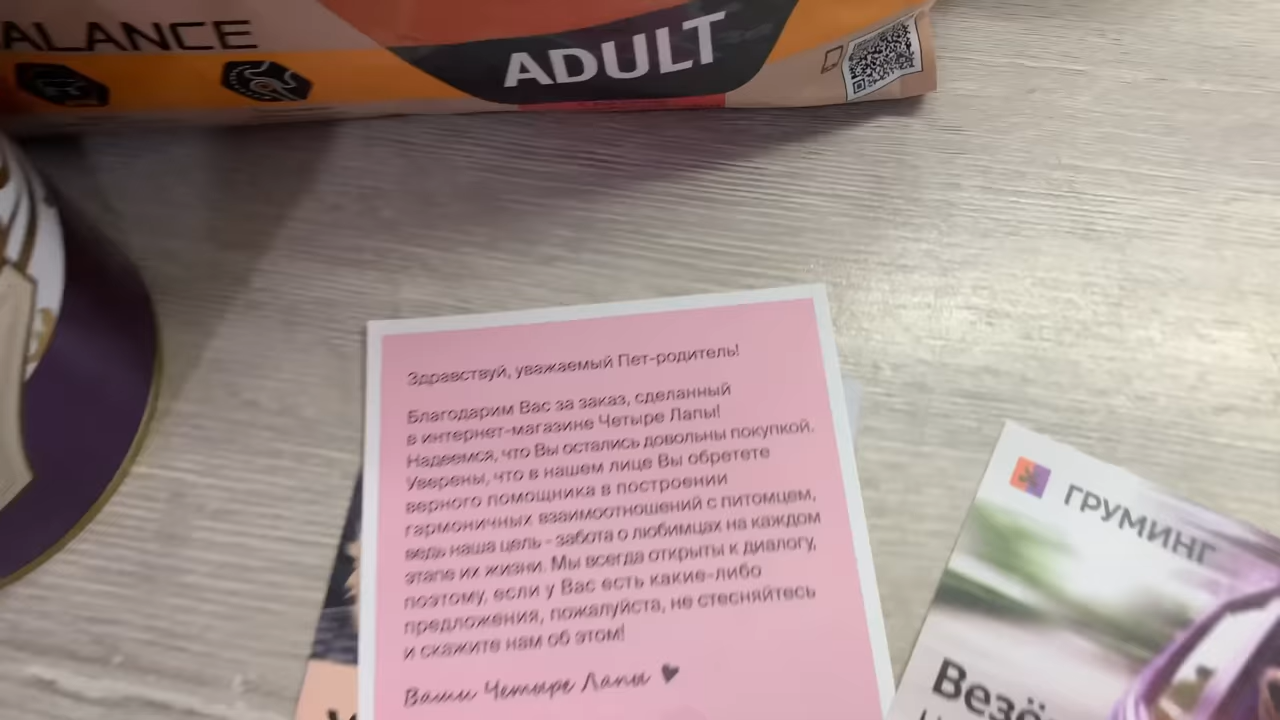 ALANCE
ADULT
Здравствуй, уважаемый Пет-родитель!
Благодарим Вас за заказ, сделанный
в интернет-магазине Четыре Лапы!
Надеемся, что Вы остались довольны покупкой.
Уверены, что в нашем лице Вы обретете
верного помощника в построении
гармоничных взаимоотношений с питомцем,
ведь наша цель - забота о любимцах на каждом
этапе их жизни. Мы всегда открыты к диалогу,
поэтому, если у Вас есть какие-либо
предложения, пожалуйста, не стесняйтесь
и скажите нам об этом!
Ваши Четыре Лапы
ГРУМИНГ
Везё